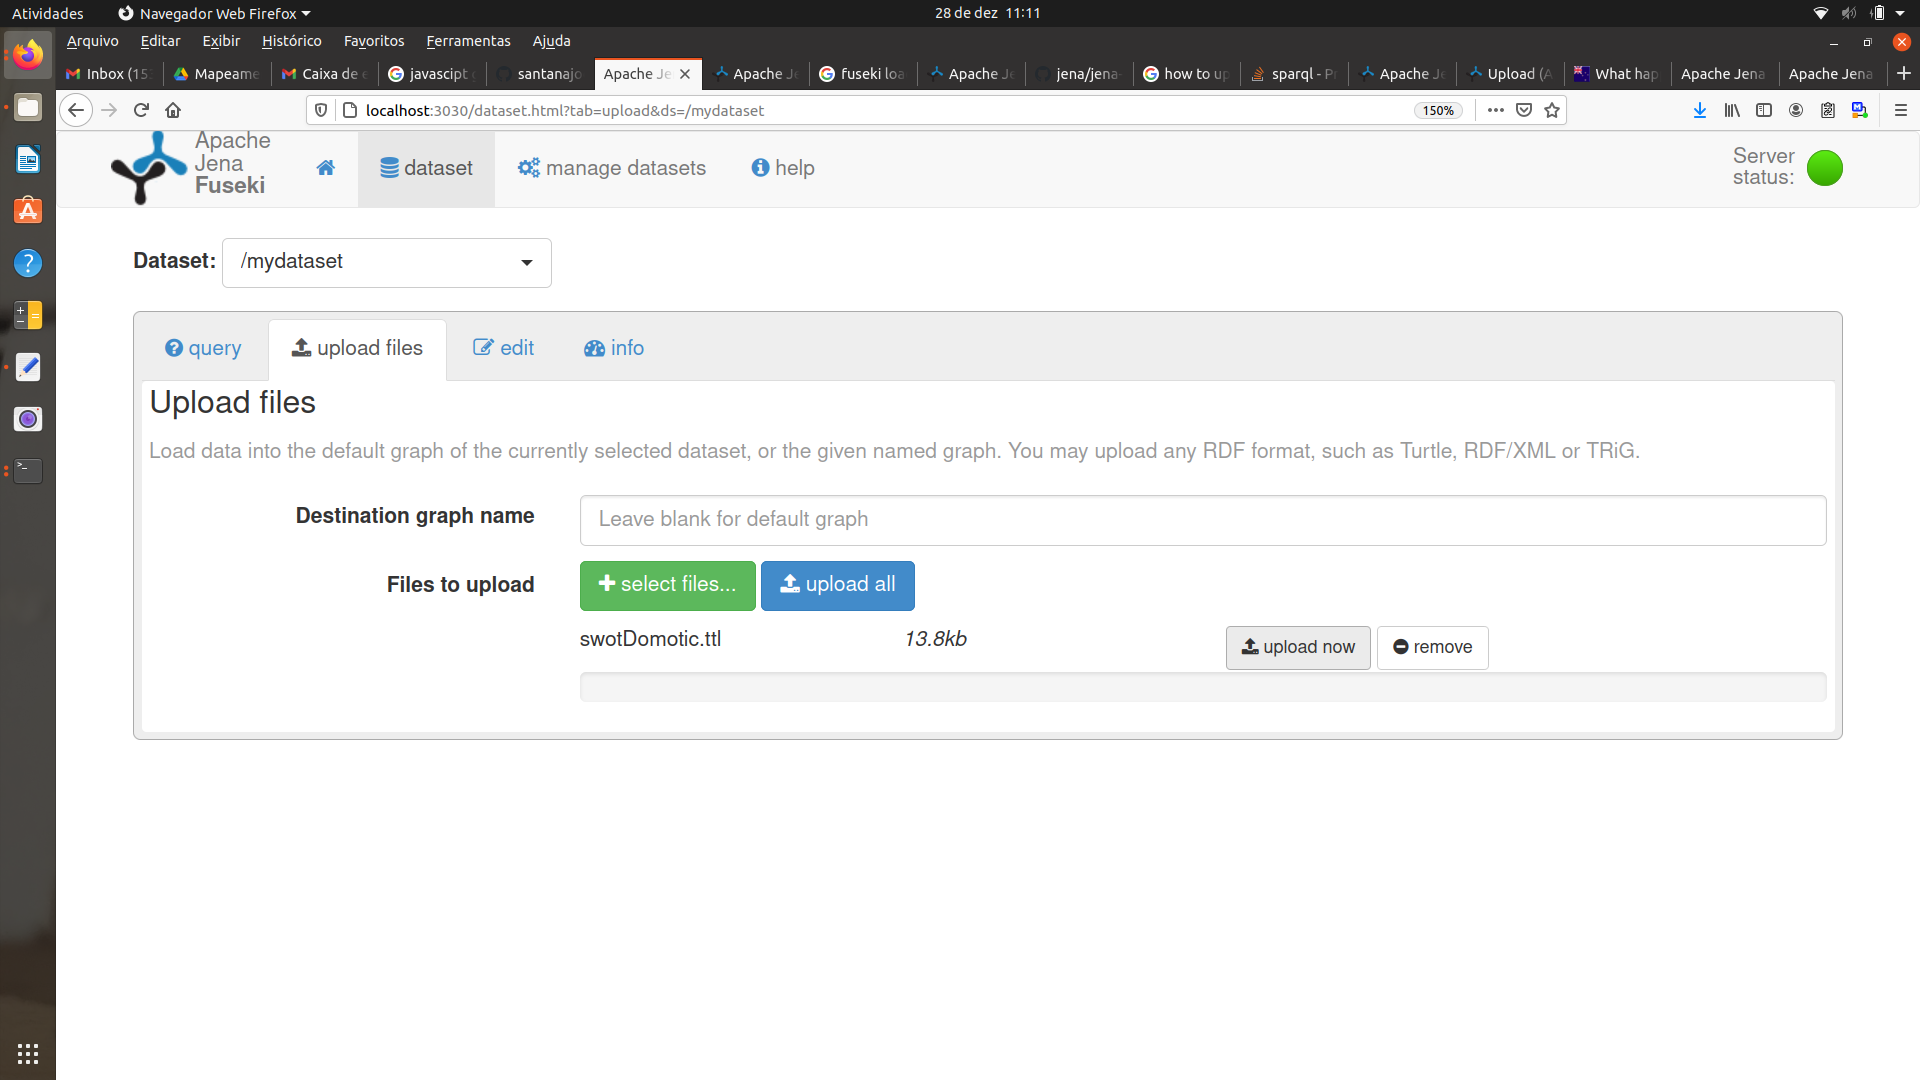 Atividades
Navegador Web Firefox
28 de dez 11:11
Arquivo Editar Exibir Histórico Favoritos Ferramentas Ajuda
Inbox (15
Mapeame
Caixa de e
javascipt
santanajo
Apache Je
Apache Je
fuseki loa
Apache Je
jena/jena-
how to up
sparql - Pr
Apache Je
Upload (A
What hap
Apache Jena
Apache Jena
localhost:3030/dataset.html?tab=upload&ds=/mydataset
150%
Apache
Jena
Fuseki
dataset
manage datasets
help
Server
status:
Dataset:
/mydataset
query
upload files
edit
info
Upload files
Load data into the default graph of the currently selected dataset, or the given named graph. You may upload any RDF format, such as Turtle, RDF/XML or TRiG.
Destination graph name
Leave blank for default graph
Files to upload
select files...
upload all
swotDomotic.ttl
13.8kb
upload now
remove